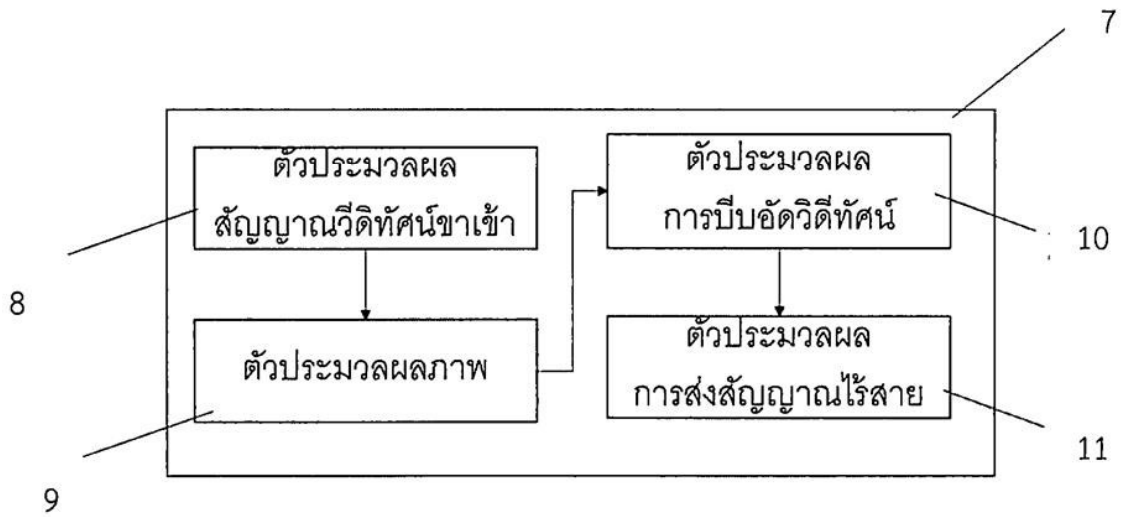 7
ตัวประมวลผล
สัญญาณวีดิทัศน์ขาเข้า
8
ตัวประมวลผลภาพ
9
ตัวประมวลผล
การบีบอัดวิดีทัศน์
10
ตัวประมวลผล
การส่งสัญญาณไร้สาย
11